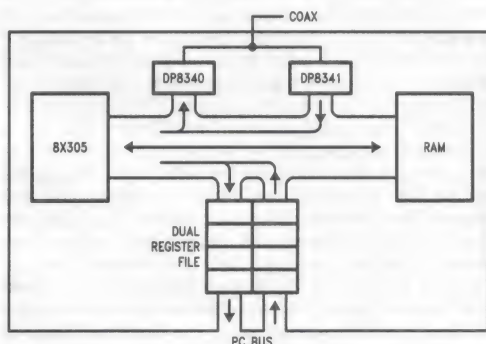 COAX
DP8340
DP8341
8X305
RAM
DUAL
REGISTER
FILE
PC BUS